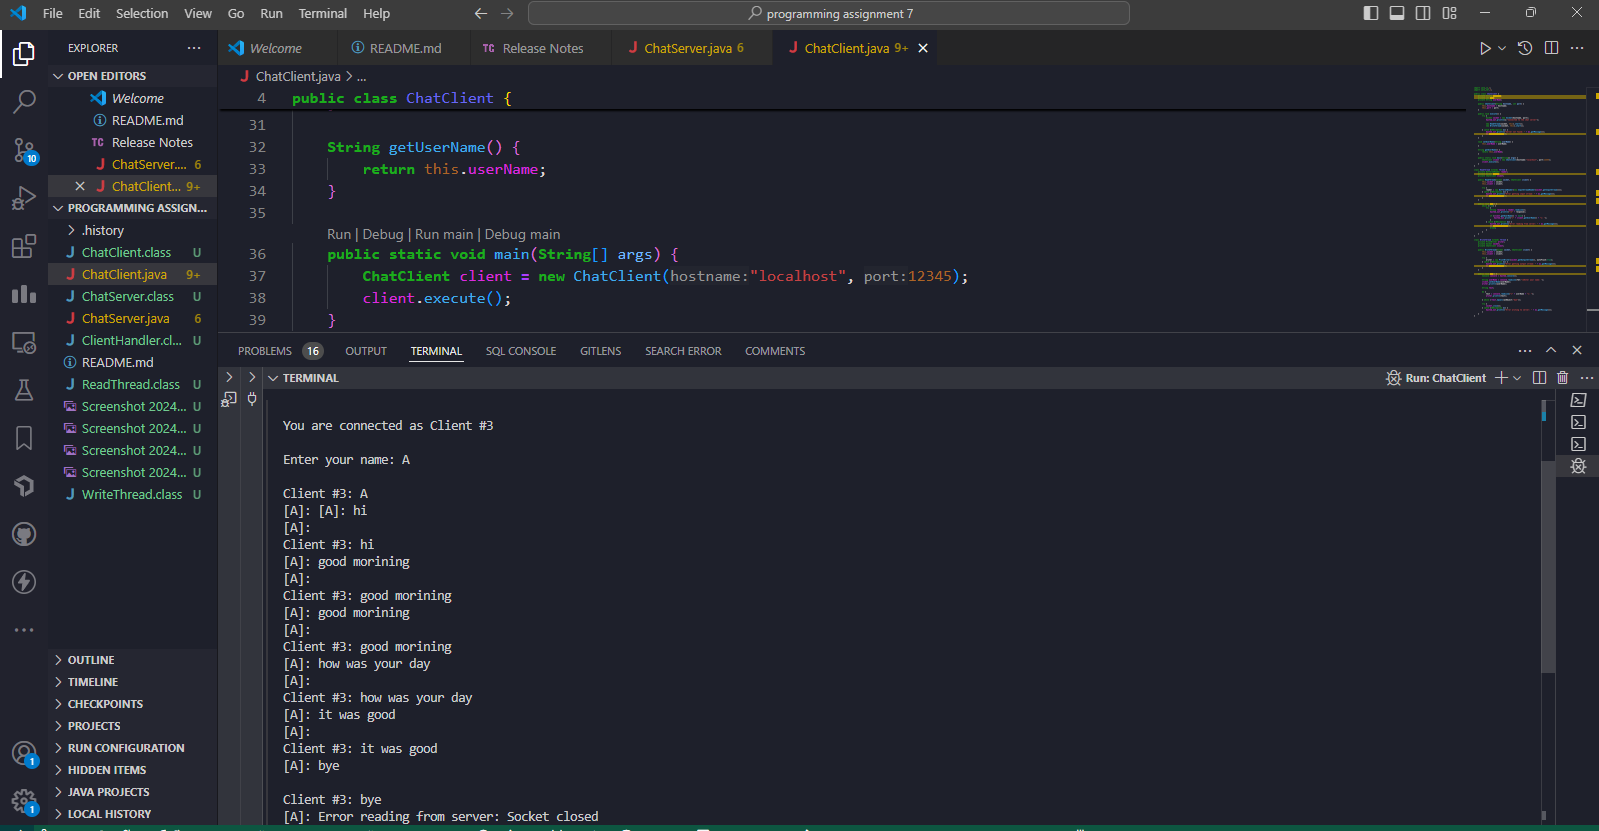 File Edit Selection View Go Run Terminal Help
programming assignment 7
EXPLORER
Welcome
README.md
Release Notes
ChatServer.java 6
ChatClient.java 9+
OPEN EDITORS
Welcome
README.md
Release Notes
ChatServer.... 6
ChatClient... 9+
PROGRAMMING ASSIGN...
.history
ChatClient.class U
ChatClient.java 9+
ChatServer.class U
ChatServer.java 6
ClientHandler.cl... U
README.md
ReadThread.class U
Screenshot 2024... U
Screenshot 2024... U
Screenshot 2024... U
Screenshot 2024... U
WriteThread.class U
OUTLINE
TIMELINE
CHECKPOINTS
PROJECTS
RUN CONFIGURATION
HIDDEN ITEMS
JAVA PROJECTS
LOCAL HISTORY
10
1
1
ChatClient.java > ...
4 public class ChatClient {
31
32 String getUserName() {
33 return this.userName;
34 }
35
Run | Debug | Run main | Debug main
36 public static void main(String[] args) {
37 ChatClient client = new ChatClient(hostname:"localhost", port:12345);
38 client.execute();
39 }
PROBLEMS 16 OUTPUT TERMINAL SQL CONSOLE GITLENS SEARCH ERROR COMMENTS
TERMINAL
Run: ChatClient
You are connected as Client #3
Enter your name: A
Client #3: A
[A]: [A]: hi
[A]:
Client #3: hi
[A]: good morining
[A]:
Client #3: good morining
[A]: good morining
[A]:
Client #3: good morining
[A]: how was your day
[A]:
Client #3: how was your day
[A]: it was good
[A]:
Client #3: it was good
[A]: bye
Client #3: bye
[A]: Error reading from server: Socket closed